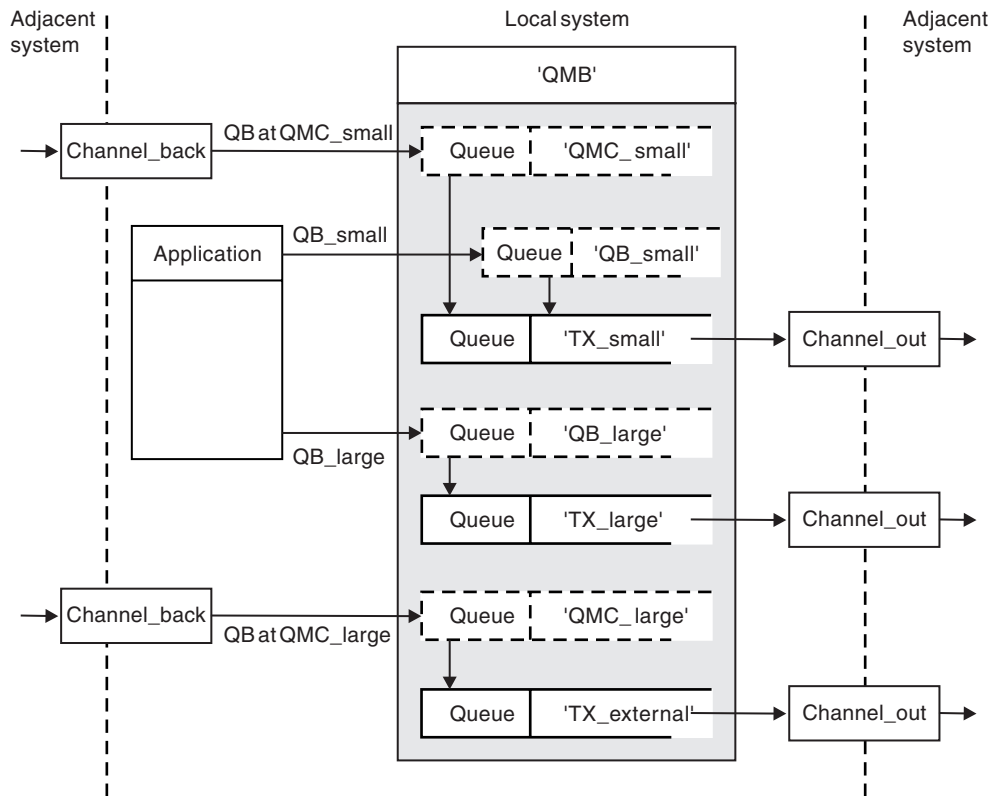 Adjacent
system
Local system
Adjacent
system
'QMB'
Channel_back
QB at QMC_small
Queue
'QMC_small'
Application
QB_small
Queue
'QB_small'
Queue
'TX_small'
Channel_out
Queue
'QB_large'
QB_large
Queue
'TX_large'
Channel_out
Channel_back
QB at QMC_large
Queue
'QMC_large'
Queue
'TX_external'
Channel_out